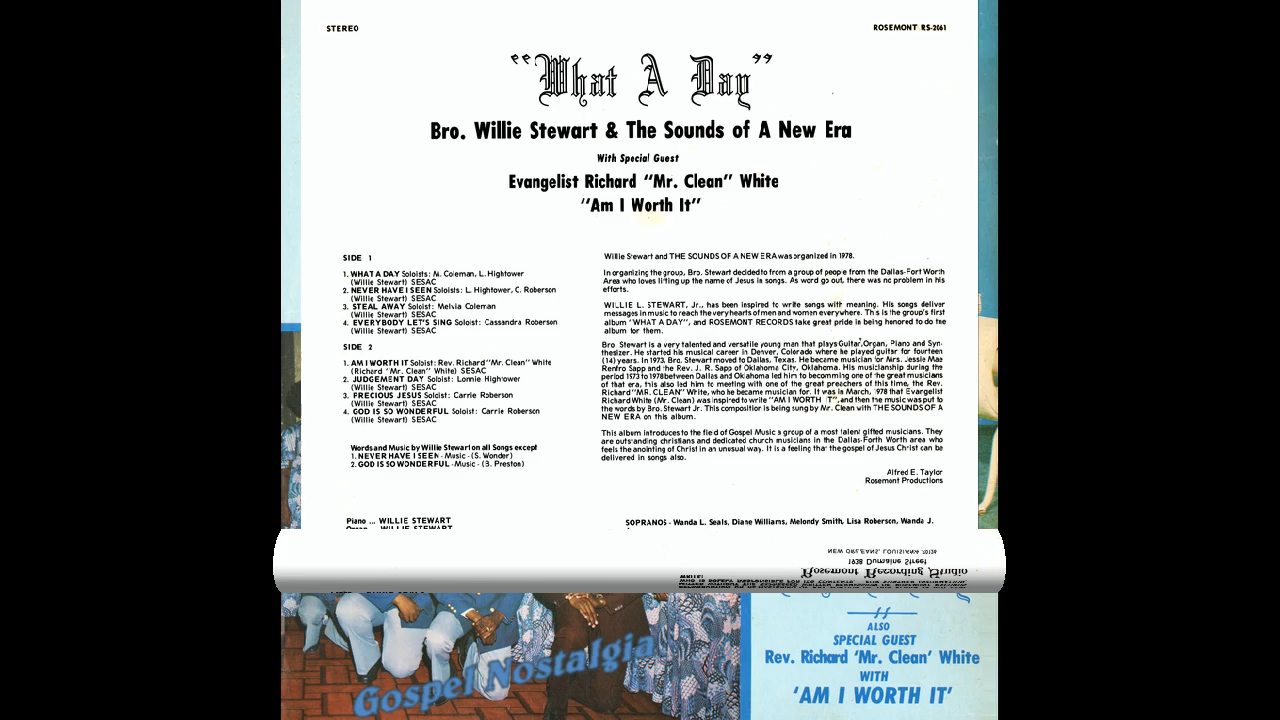 STEREO
ROSEMONT RS-2061
"What A Day"
Bro. Willie Stewart & The Sounds of A New Era
With Special Guest
Evangelist Richard "Mr. Clean" White
"Am I Worth It"
SIDE 1
1. WHAT A DAY Soloists: M. Coleman, L. Hightower
(Willie Stewart) SESAC
2. NEVER HAVE I SEEN Soloists: L. Hightower, C. Roberson
(Willie Stewart) SESAC
3. STEAL AWAY Soloist: Melvia Coleman
(Willie Stewart) SESAC
4. EVERYBODY LET'S SING Soloist: Cassandra Roberson
(Willie Stewart) SESAC
SIDE 2
1. AM I WORTH IT Soloist: Rev. Richard "Mr. Clean" White
(Richard "Mr. Clean" White) SESAC
2. JUDGEMENT DAY Soloist: Lonnie Hightower
(Willie Stewart) SESAC
3. PRECIOUS JESUS Soloist: Carrie Roberson
(Willie Stewart) SESAC
4. GOD IS SO WONDERFUL Soloist: Carrie Roberson
(Willie Stewart) SESAC
Words and Music by Willie Stewart on all Songs except
1. NEVER HAVE I SEEN - Music - (S. Wonder)
2. GOD IS SO WONDERFUL - Music - (B. Preston)
Willie Stewart and THE SOUNDS OF A NEW ERA was organized in 1978.
In organizing the group, Bro. Stewart dedded to from a group of people from the Dallas-Fort Worth
Area who loves lifting up the name of Jesus in songs. As word go out, there was no problem in his
efforts.
WILLIE L. STEWART, Jr., has been inspired to write songs with meaning. His songs deliver
messages in music to reach the very hearts of men and women everywhere. This is the group's first
album 'WHAT A DAY", and ROSEMONT RECORDS take great pride in being honored to do the
album for them.
Bro Stewart is a very talented and versatile young man that plays Guitar, Organ, Piano and Syn-
thesizer. He started his musical career in Denver, Colorado where he played guitar for fourteen
(14) years. In 1973, Bro. Stewart moved to Dallas, Texas. He became musician for Mrs. Jessie Mae
Renfro Sapp and the Rev. J. R. Sapp of Oklahoma City, Oklahoma. His musicianship during the
period 1973 to 1978 between Dallas and Oklahoma led him to becomming one of the great musicians
of that era, this also led him to meeting with one of the great preachers of this time, the Rev.
Richard "MR. CLEAN" White, who he became musician for. It was in March, 1978 that Evangelist
Richard White (Mr. Clean) was inspired to write "AM I WORTH IT", and then the music was put to
the words by Bro. Stewart Jr. This composition is being sung by Mr. Clean with THE SOUNDS OF A
NEW ERA on this album.
This album introduces to the field of Gospel Music a group of a most talent gifted musicians. They
are outstanding christians and dedicated church musicians in the Dallas-Forth Worth area who
feels the anointing of Christ in an unusual way. It is a feeling that the gospel of Jesus Christ can be
delivered in songs also.
Alfred E. Taylor
Rosemont Productions
Piano ... WILLIE STEWART
Organ ... WILLIE STEWART
SOPRANOS - Wanda L. Seals, Diane Williams, Melondy Smith, Lisa Roberson, Wanda J.
NEW ORLEANS, LOUISIANA 70116
1938 Dumaine Street
Rosemont Recording Studio
Gospel Nostalgia
ALSO
SPECIAL GUEST
Rev. Richard 'Mr. Clean' White
WITH
'AM I WORTH IT'